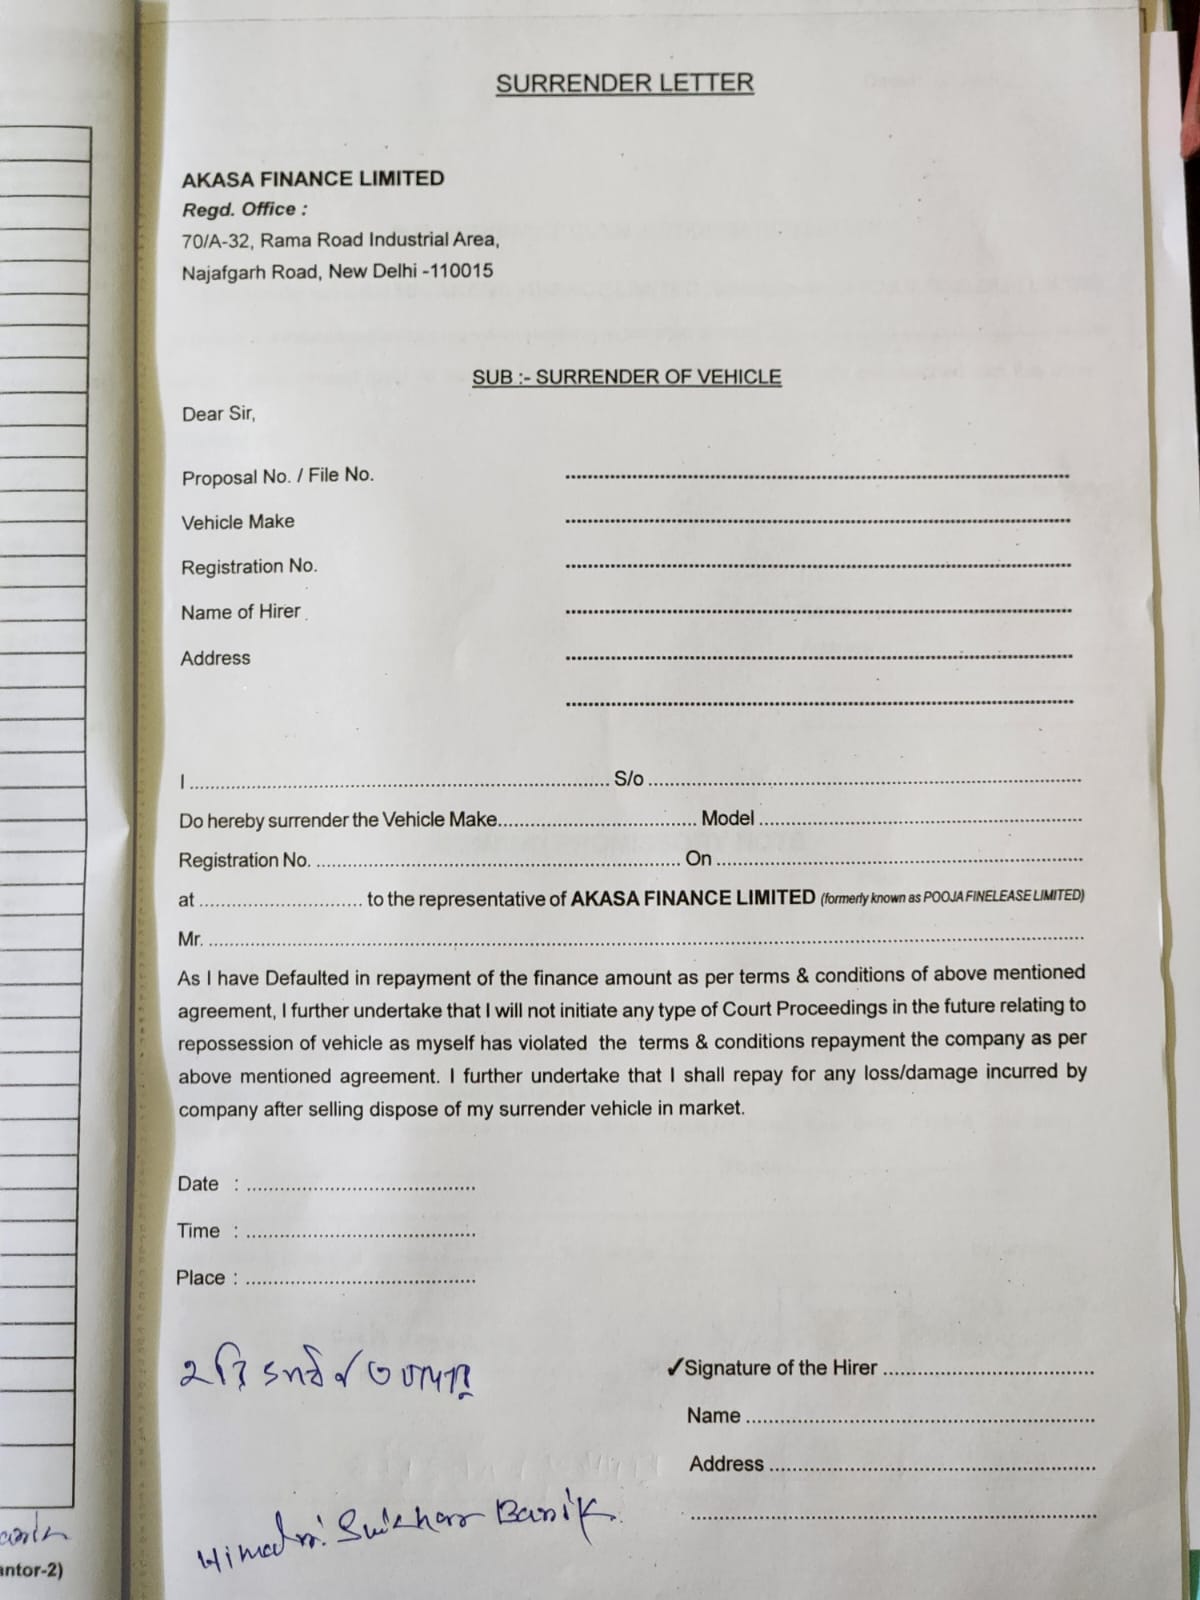 SURRENDER LETTER
AKASA FINANCE LIMITED
Regd. Office :
70/A-32, Rama Road Industrial Area,
Najafgarh Road, New Delhi -110015
SUB :- SURRENDER OF VEHICLE
Dear Sir,
Proposal No. / File No. ........................
Vehicle Make ........................
Registration No. ........................
Name of Hirer ........................
Address ........................
........................
I ........................ S/o ........................
Do hereby surrender the Vehicle Make........................ Model ........................
Registration No. ........................ On ........................
at ........................ to the representative of AKASA FINANCE LIMITED (formerly known as POOJA FINELEASE LIMITED)
Mr. ........................
As I have Defaulted in repayment of the finance amount as per terms & conditions of above mentioned
agreement, I further undertake that I will not initiate any type of Court Proceedings in the future relating to
repossession of vehicle as myself has violated the terms & conditions repayment the company as per
above mentioned agreement. I further undertake that I shall repay for any loss/damage incurred by
company after selling dispose of my surrender vehicle in market.
Date : ........................
Time : ........................
Place : ........................
✓Signature of the Hirer ........................
Name ........................
Address ........................
........................
Himadri Banik
antor-2)